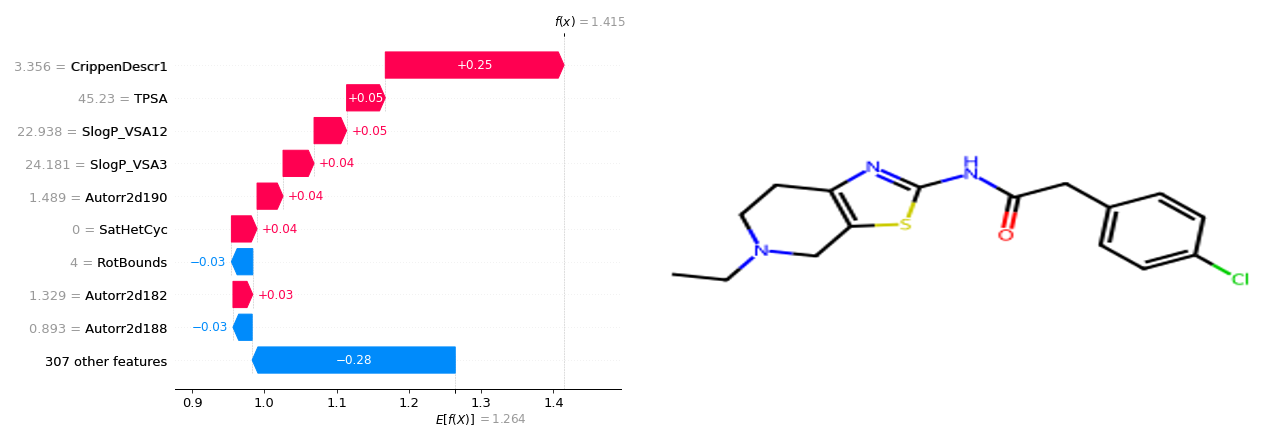 f(x) = 1.415
3.356 = CrippenDescr1
+0.25
45.23 = TPSA
+0.05
22.938 = SlogP_VSA12
+0.05
24.181 = SlogP_VSA3
+0.04
1.489 = Autorr2d190
+0.04
0 = SatHetCyc
+0.04
4 = RotBounds
−0.03
1.329 = Autorr2d182
+0.03
0.893 = Autorr2d188
−0.03
307 other features
−0.28
0.9 1.0 1.1 1.2 1.3 1.4
E[f(X)] = 1.264
N
H
N
S
O
N
Cl